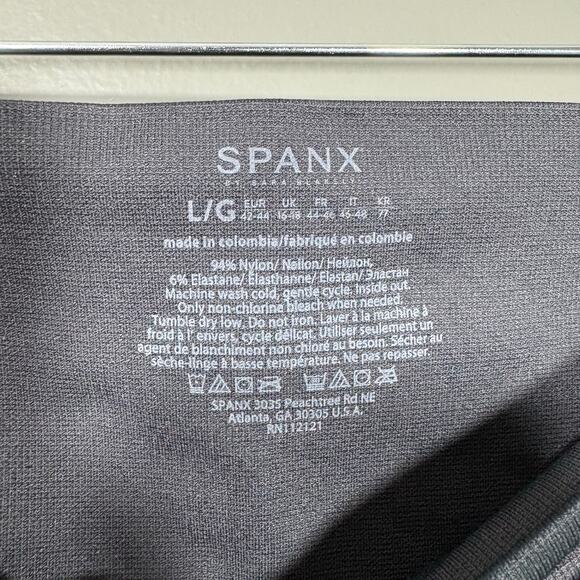 SPANX
BY SARA BLAKELY
L/G EUR 42-44 UK 16-18 FR 44-46 IT 46-48 KR 77
made in colombia/fabriqué en colombie
94% Nylon/ Nailon/ Нейлон,
6% Elastane/ Elasthanne/ Elastan/ Эластан
Machine wash cold, gentle cycle. Inside out.
Only non-chlorine bleach when needed.
Tumble dry low. Do not iron. Laver à la machine à
froid à l' envers, cycle délicat. Utiliser seulement un
agent de blanchiment non chloré au besoin. Sécher au
sèche-linge à basse température. Ne pas repasser.
SPANX 3035 Peachtree Rd NE
Atlanta, GA 30305 U.S.A.
RN112121